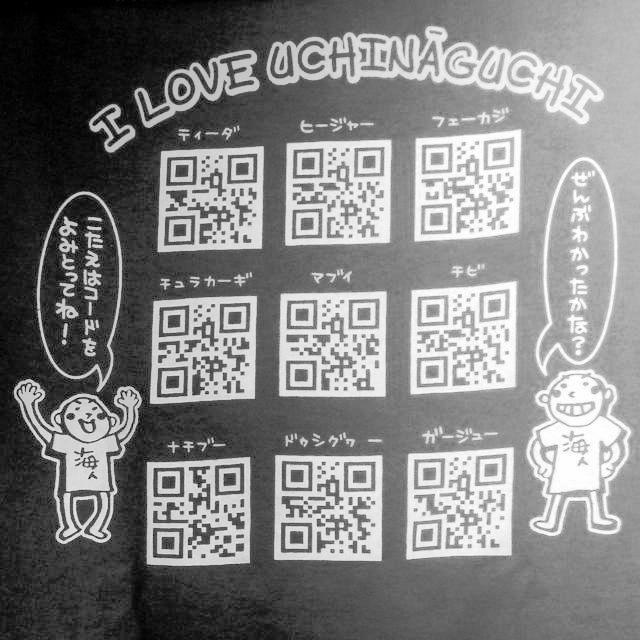 I LOVE UCHINĀGUCHI
ティーダ
ヒージャー
フェーカジ
チュラカーギ
マブイ
チビ
ナチブー
ドゥシグヮー
ガージュー
こたえはコードを
よみとってね！
ぜんぶわかったかな？
海人
海人